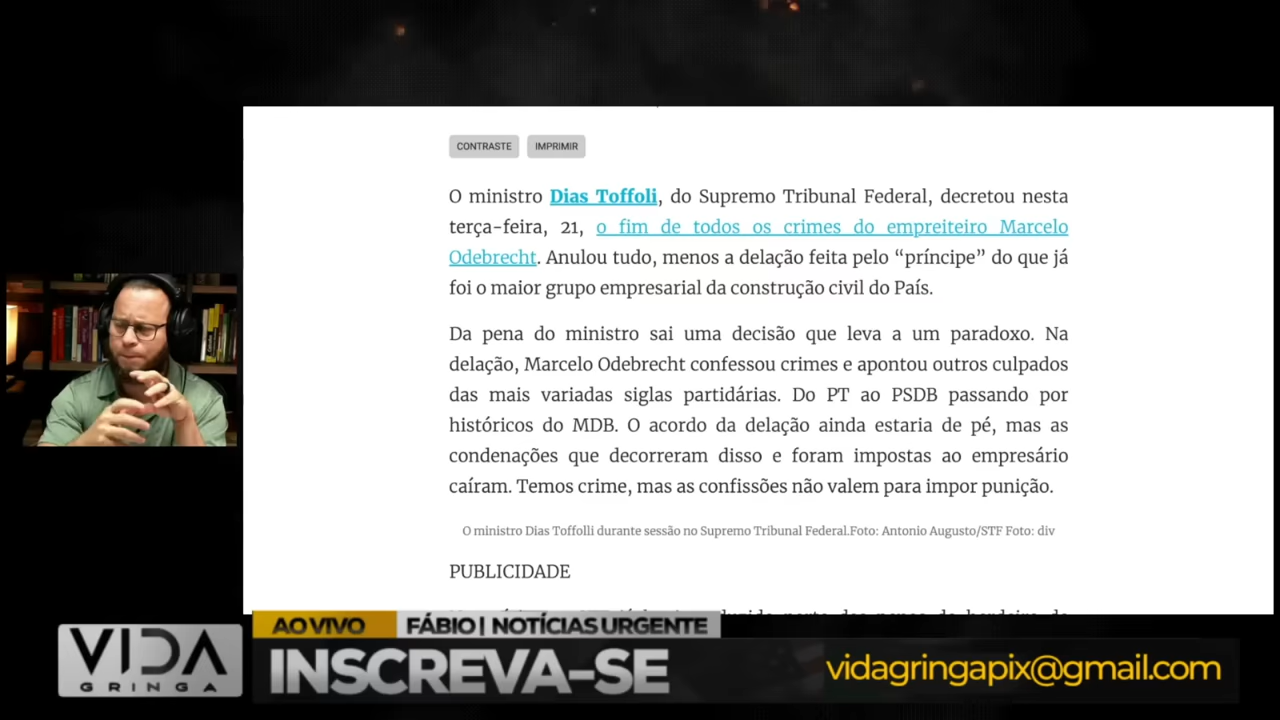 CONTRASTE IMPRIMIR
O ministro Dias Toffoli, do Supremo Tribunal Federal, decretou nesta
terça-feira, 21, o fim de todos os crimes do empreiteiro Marcelo
Odebrecht. Anulou tudo, menos a delação feita pelo “príncipe” do que já
foi o maior grupo empresarial da construção civil do País.
Da pena do ministro sai uma decisão que leva a um paradoxo. Na
delação, Marcelo Odebrecht confessou crimes e apontou outros culpados
das mais variadas siglas partidárias. Do PT ao PSDB passando por
históricos do MDB. O acordo da delação ainda estaria de pé, mas as
condenações que decorreram disso e foram impostas ao empresário
caíram. Temos crime, mas as confissões não valem para impor punição.
O ministro Dias Toffolli durante sessão no Supremo Tribunal Federal.Foto: Antonio Augusto/STF Foto: div
PUBLICIDADE
AO VIVO FÁBIO | NOTÍCIAS URGENTE
VIDA
GRINGA
INSCREVA-SE
vidagringapix@gmail.com